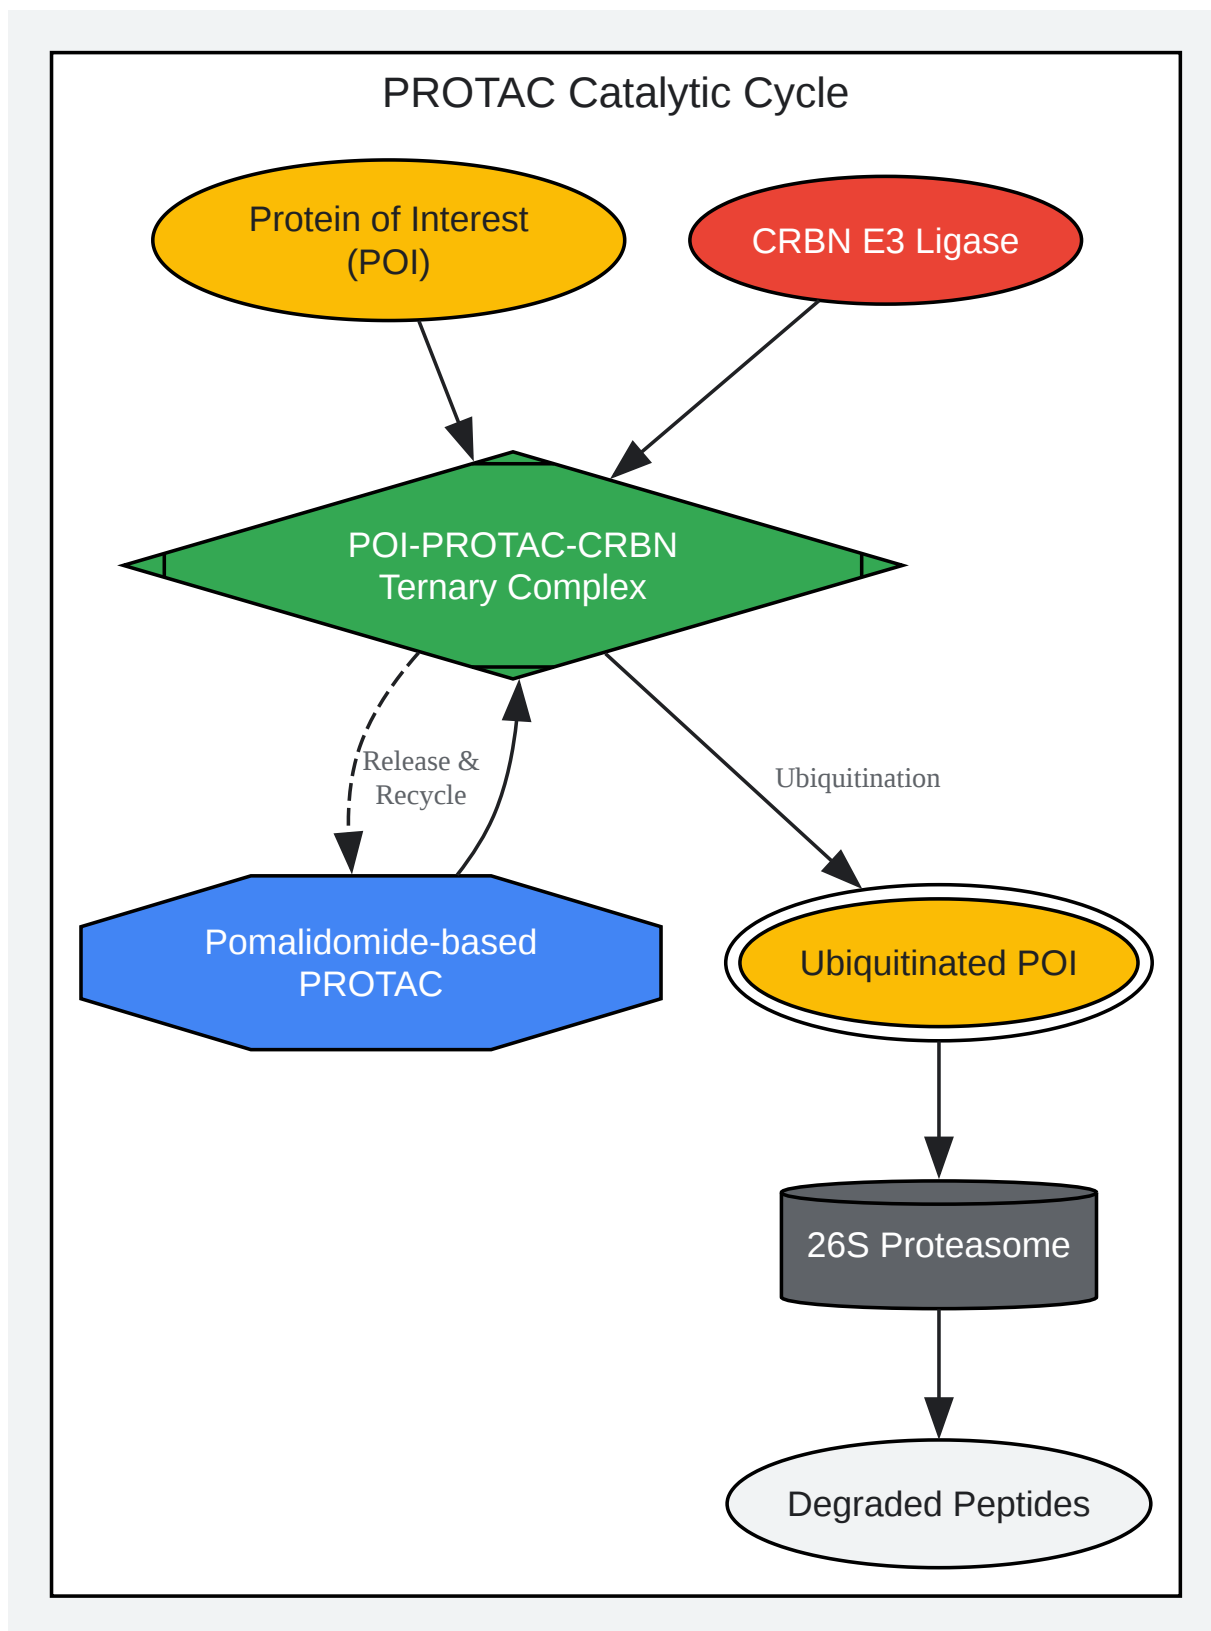 PROTAC Catalytic Cycle
Protein of Interest
(POI)
CRBN E3 Ligase
POI-PROTAC-CRBN
Ternary Complex
Release &
Recycle
Ubiquitination
Pomalidomide-based
PROTAC
Ubiquitinated POI
26S Proteasome
Degraded Peptides